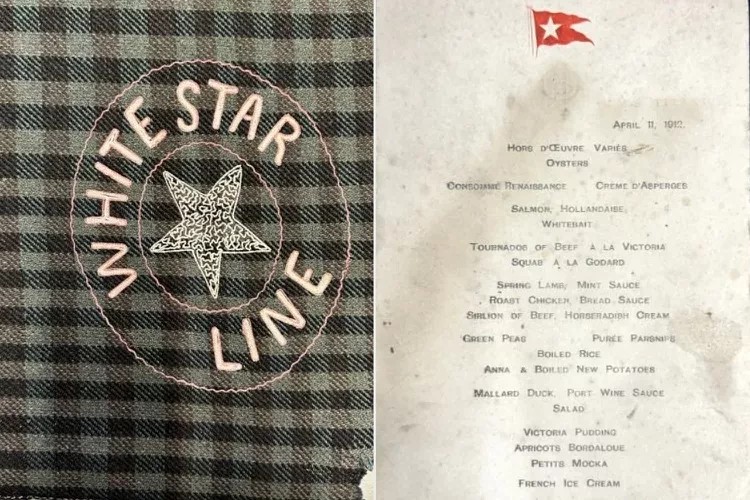 WHITE STAR
LINE
APRIL 11, 1912.
HORS D'ŒUVRE VARIÉS
OYSTERS
CONSOMMÉ RENAISSANCE CRÈME D'ASPERGES
SALMON, HOLLANDAISE,
WHITEBAIT
TOURNADOS OF BEEF À LA VICTORIA
SQUAB À LA GODARD
SPRING LAMB, MINT SAUCE
ROAST CHICKEN, BREAD SAUCE
SIRLION OF BEEF, HORSERADISH CREAM
GREEN PEAS PURÉE PARSNIPS
BOILED RICE
ANNA & BOILED NEW POTATOES
MALLARD DUCK, PORT WINE SAUCE
SALAD
VICTORIA PUDDING
APRICOTS BORDALOUE
PETITS MOCKA
FRENCH ICE CREAM